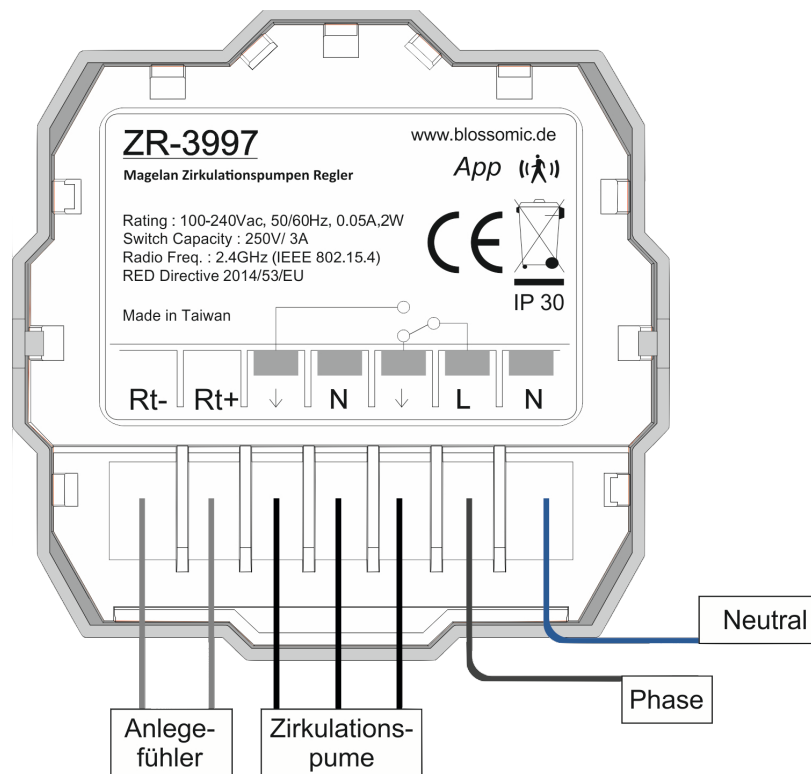 ZR-3997
www.blossomic.de
Magelan Zirkulationspumpen Regler
App
Rating : 100-240Vac, 50/60Hz, 0.05A,2W
Switch Capacity : 250V/ 3A
Radio Freq. : 2.4GHz (IEEE 802.15.4)
RED Directive 2014/53/EU
CE
IP 30
Made in Taiwan
Rt- Rt+ ↓ N ↓ L N
Neutral
Phase
Anlege-
fühler
Zirkulations-
pume